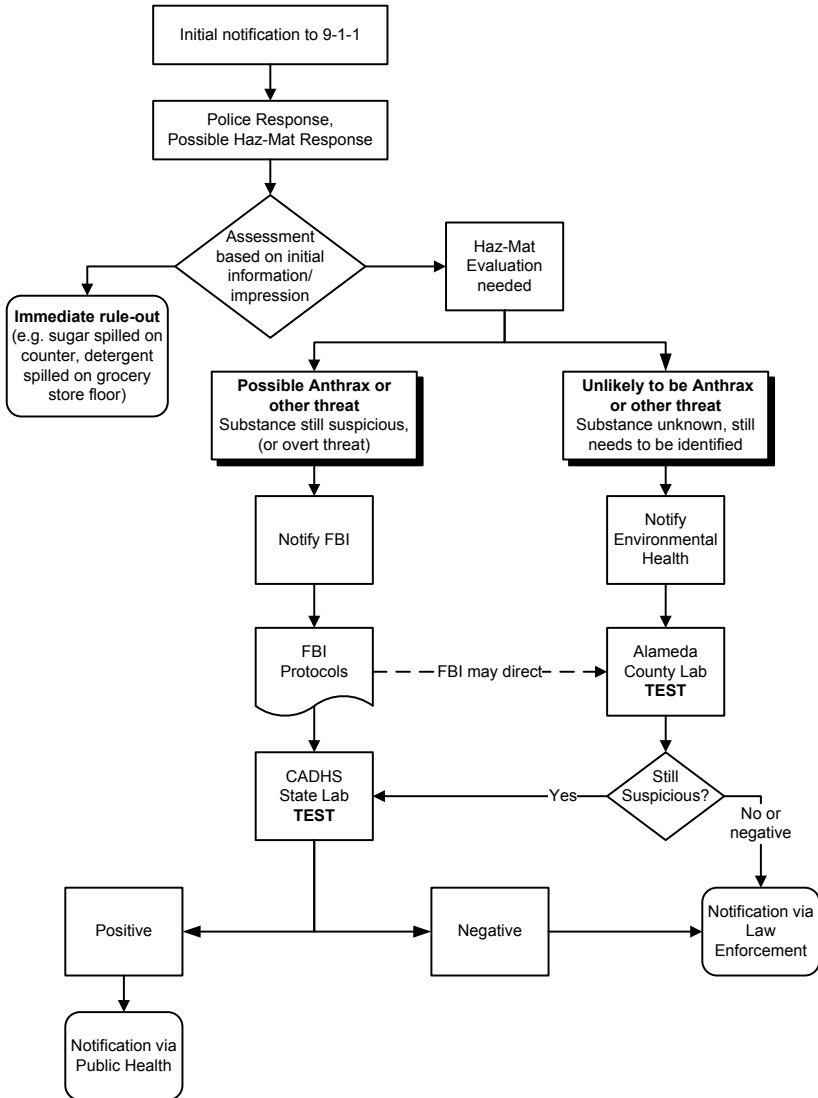 Initial notification to 9-1-1
Police Response,
Possible Haz-Mat Response
Assessment
based on initial
information/
impression
Haz-Mat
Evaluation
needed
Immediate rule-out
(e.g. sugar spilled on
counter, detergent
spilled on grocery
store floor)
Possible Anthrax or
other threat
Substance still suspicious,
(or overt threat)
Unlikely to be Anthrax
or other threat
Substance unknown, still
needs to be identified
Notify FBI
Notify
Environmental
Health
FBI
Protocols
FBI may direct
Alameda
County Lab
TEST
CADHS
State Lab
TEST
Yes
Still
Suspicious?
No or
negative
Positive
Negative
Notification via
Law
Enforcement
Notification via
Public Health